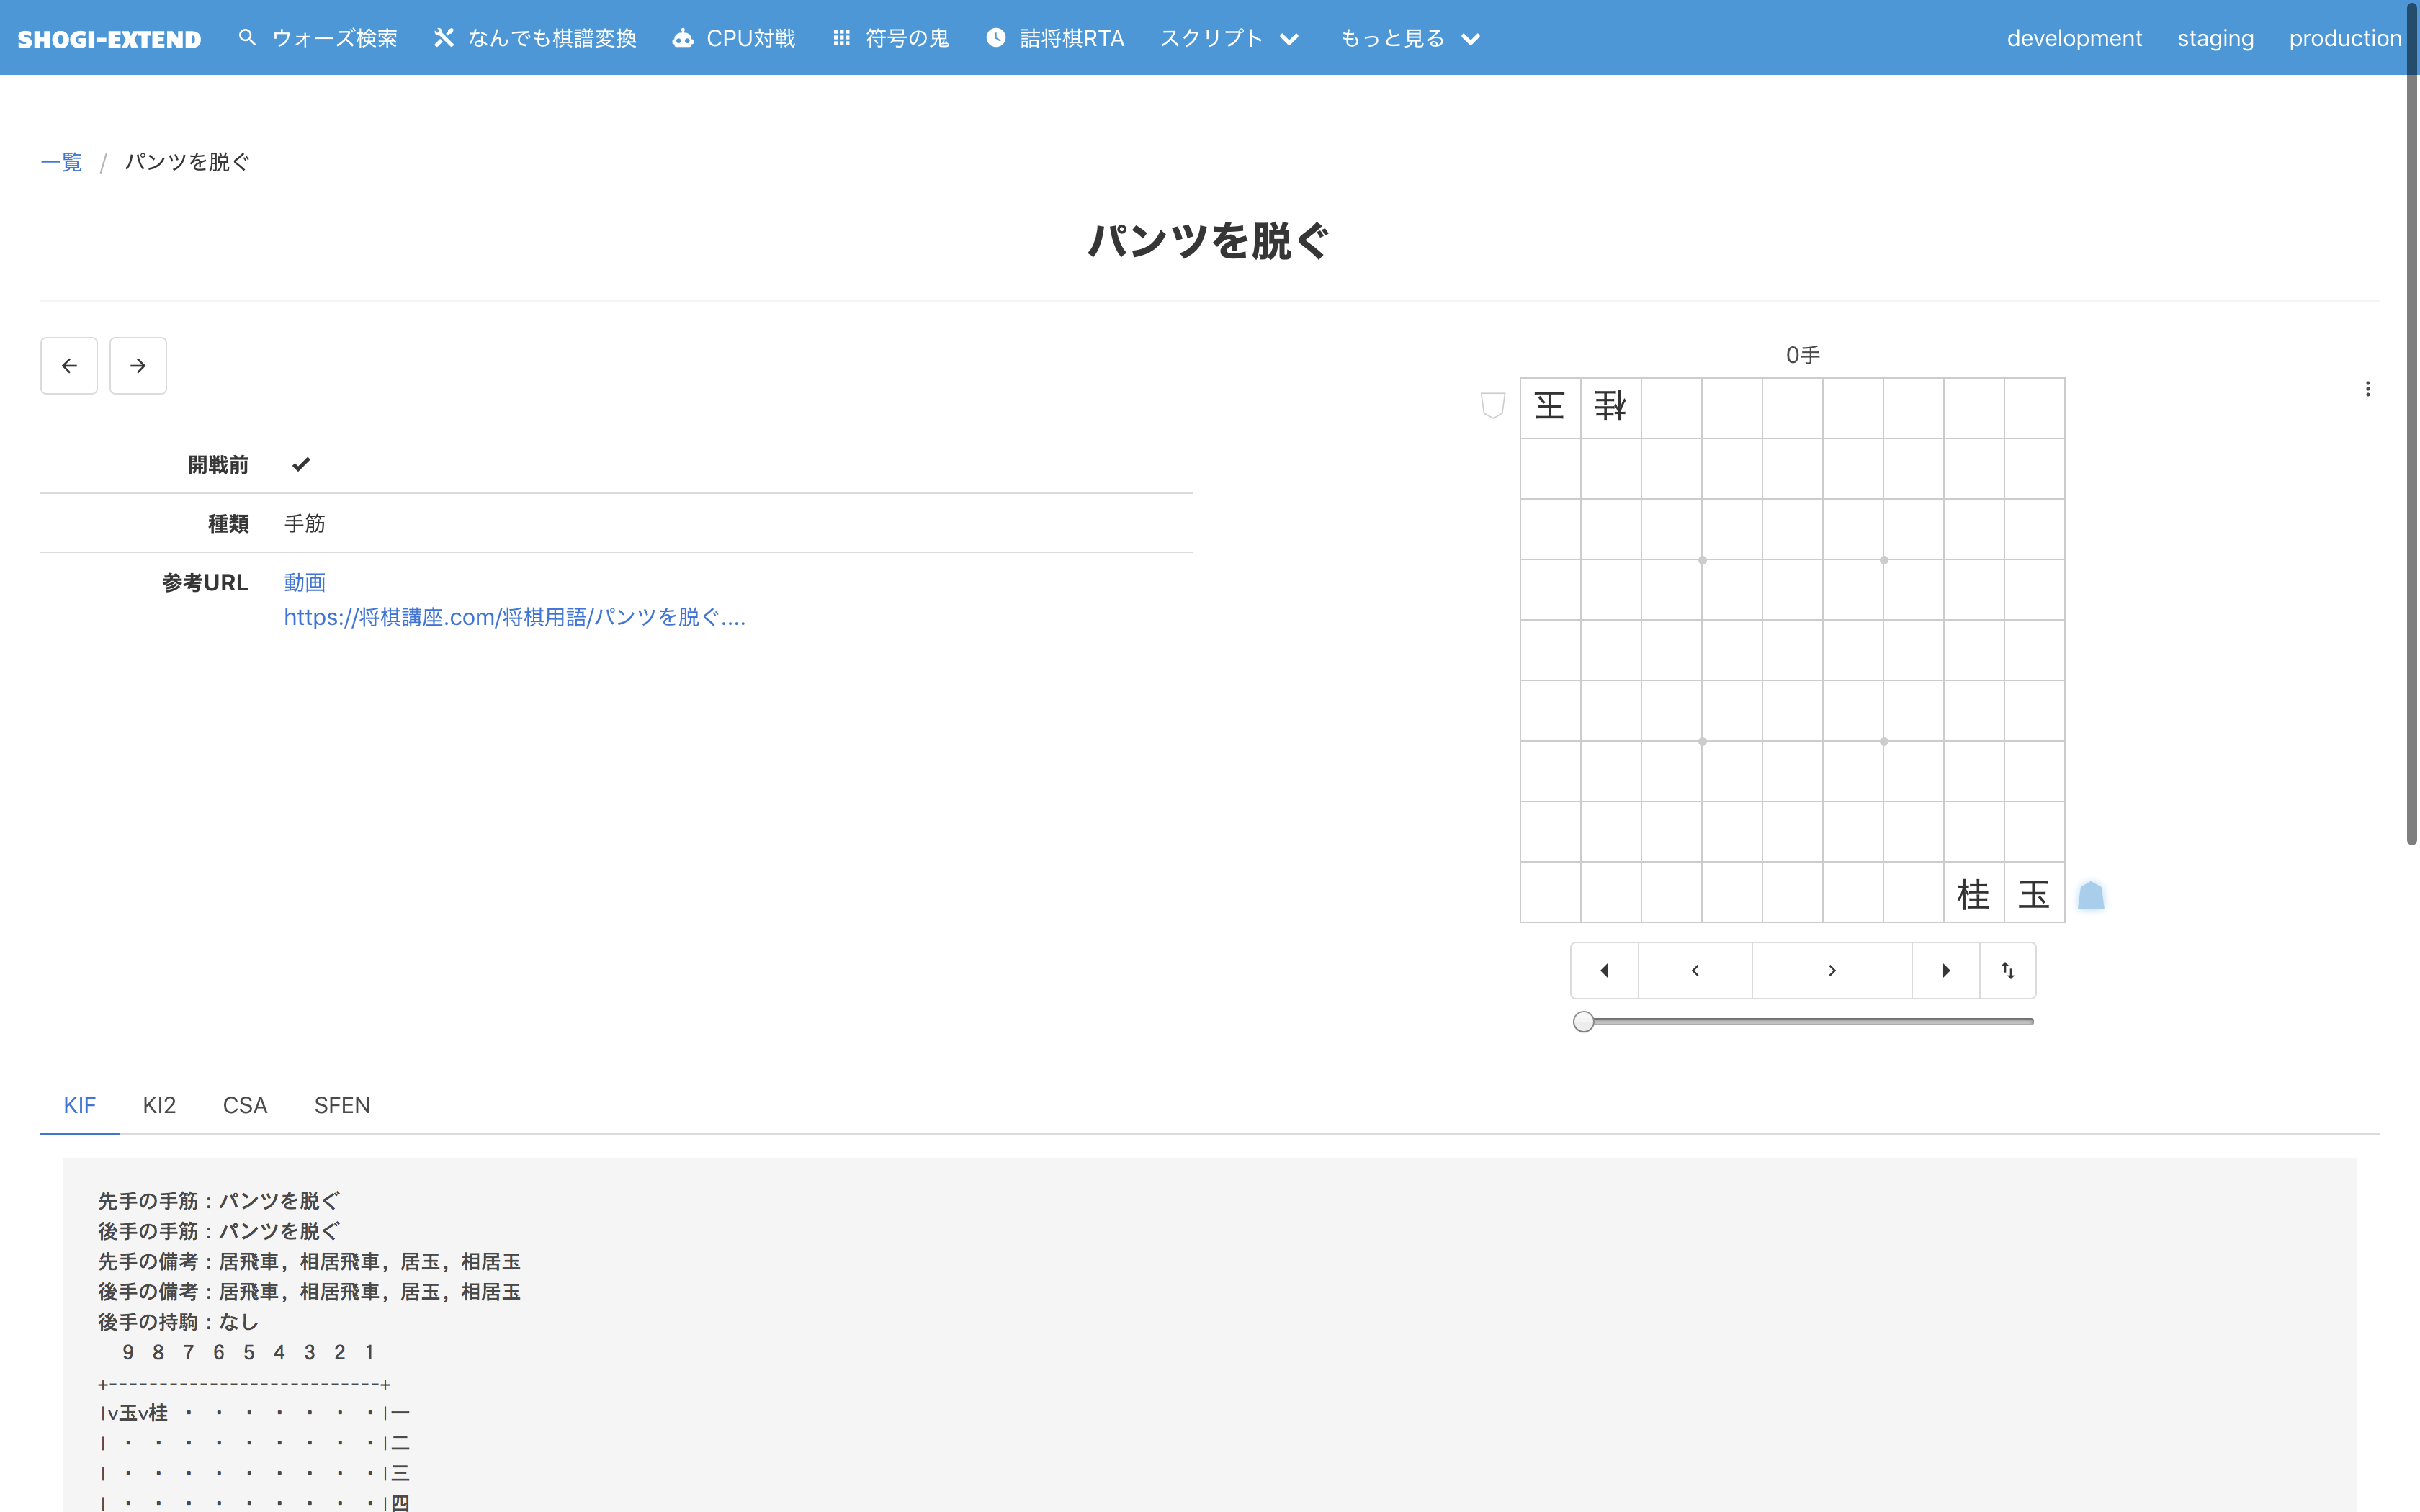 SHOGI-EXTEND ウォーズ検索 なんでも棋譜変換 CPU対戦 符号の鬼 詰将棋RTA スクリプト もっと見る development staging production
一覧 / パンツを脱ぐ
パンツを脱ぐ
開戦前
種類 手筋
参考URL 動画
https://将棋講座.com/将棋用語/パンツを脱ぐ....
0手
玉 桂
桂 玉
KIF KI2 CSA SFEN
先手の手筋：パンツを脱ぐ
後手の手筋：パンツを脱ぐ
先手の備考：居飛車, 相居飛車, 居玉, 相居玉
後手の備考：居飛車, 相居飛車, 居玉, 相居玉
後手の持駒：なし
9 8 7 6 5 4 3 2 1
+---------------------------+
|v玉v桂 ・ ・ ・ ・ ・ ・ ・|一
| ・ ・ ・ ・ ・ ・ ・ ・ ・|二
| ・ ・ ・ ・ ・ ・ ・ ・ ・|三
| ・ ・ ・ ・ ・ ・ ・ ・ ・|四